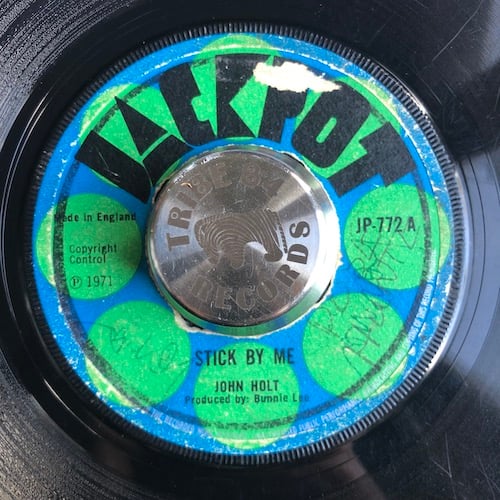 JACKPOT
TRIBE 84
RECORDS
Made in England
JP-772 A
Copyright
Control
Ⓟ 1971
STICK BY ME
JOHN HOLT
Produced by: Bunnie Lee